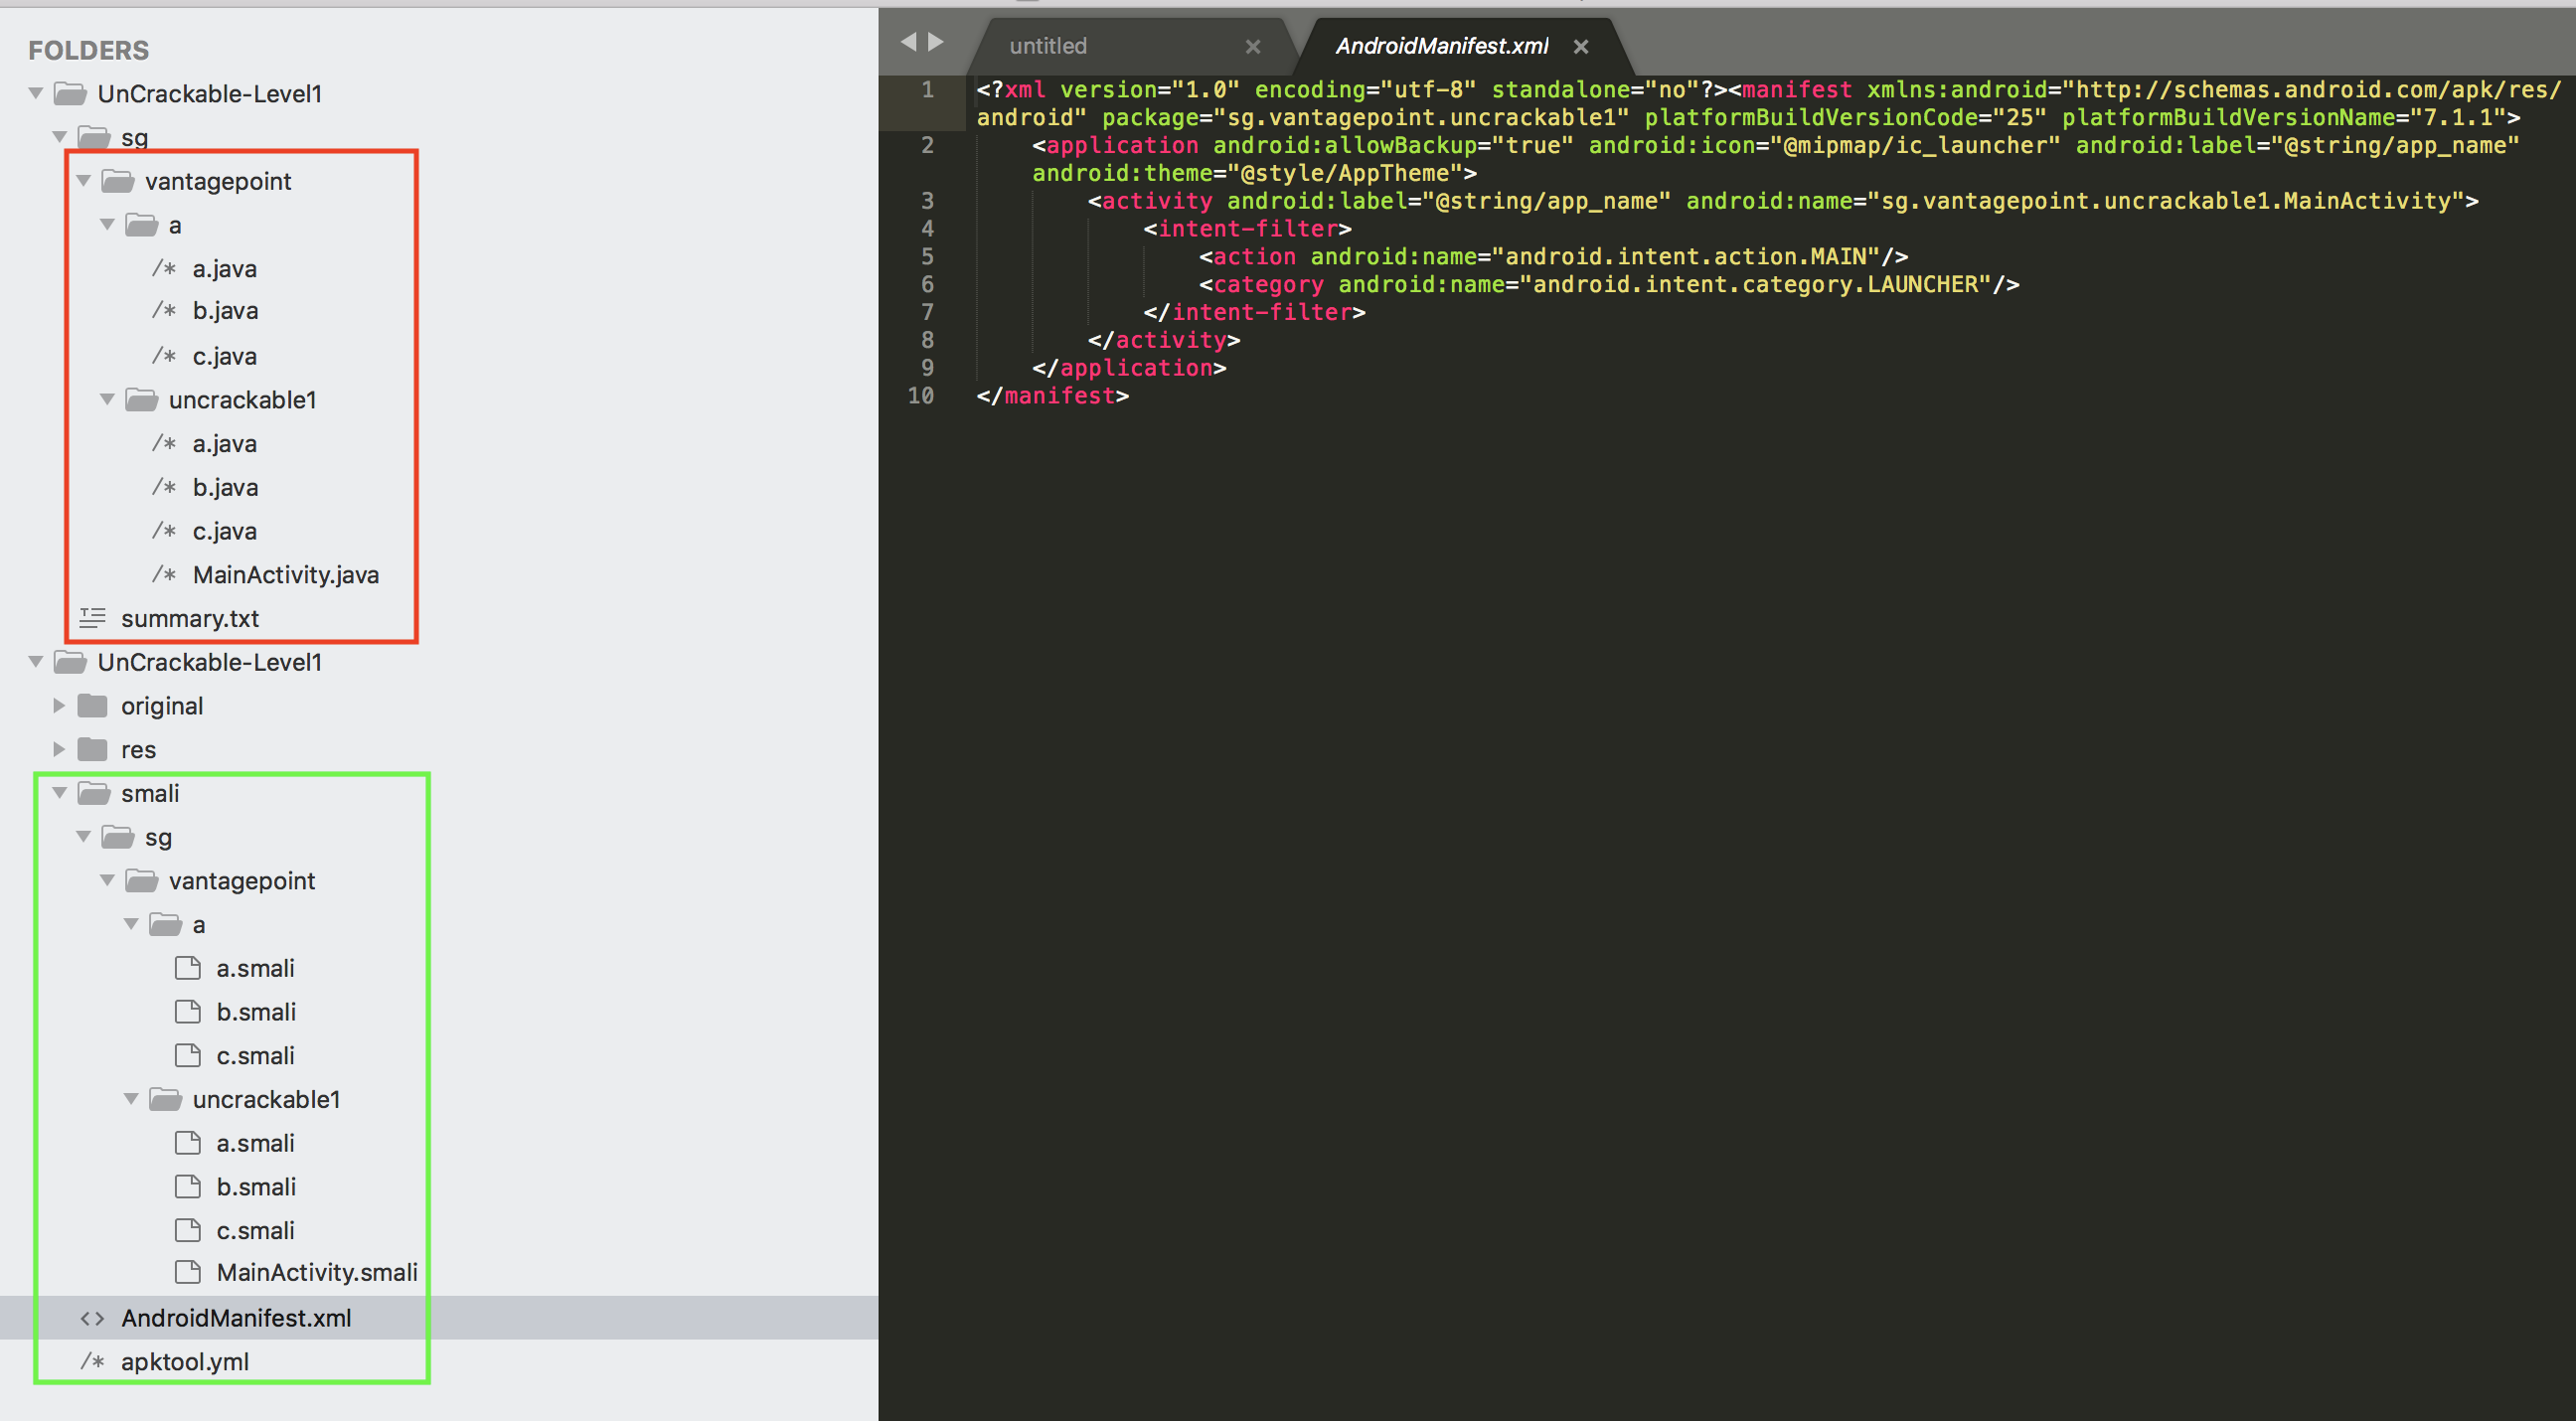 FOLDERS
UnCrackable-Level1
sg
vantagepoint
a
/* a.java
/* b.java
/* c.java
uncrackable1
/* a.java
/* b.java
/* c.java
/* MainActivity.java
summary.txt
UnCrackable-Level1
original
res
smali
sg
vantagepoint
a
a.smali
b.smali
c.smali
uncrackable1
a.smali
b.smali
c.smali
MainActivity.smali
<> AndroidManifest.xml
/* apktool.yml
untitled ×
AndroidManifest.xml ×
1 <?xml version="1.0" encoding="utf-8" standalone="no"?><manifest xmlns:android="http://schemas.android.com/apk/res/
android" package="sg.vantagepoint.uncrackable1" platformBuildVersionCode="25" platformBuildVersionName="7.1.1">
2 <application android:allowBackup="true" android:icon="@mipmap/ic_launcher" android:label="@string/app_name"
android:theme="@style/AppTheme">
3 <activity android:label="@string/app_name" android:name="sg.vantagepoint.uncrackable1.MainActivity">
4 <intent-filter>
5 <action android:name="android.intent.action.MAIN"/>
6 <category android:name="android.intent.category.LAUNCHER"/>
7 </intent-filter>
8 </activity>
9 </application>
10 </manifest>